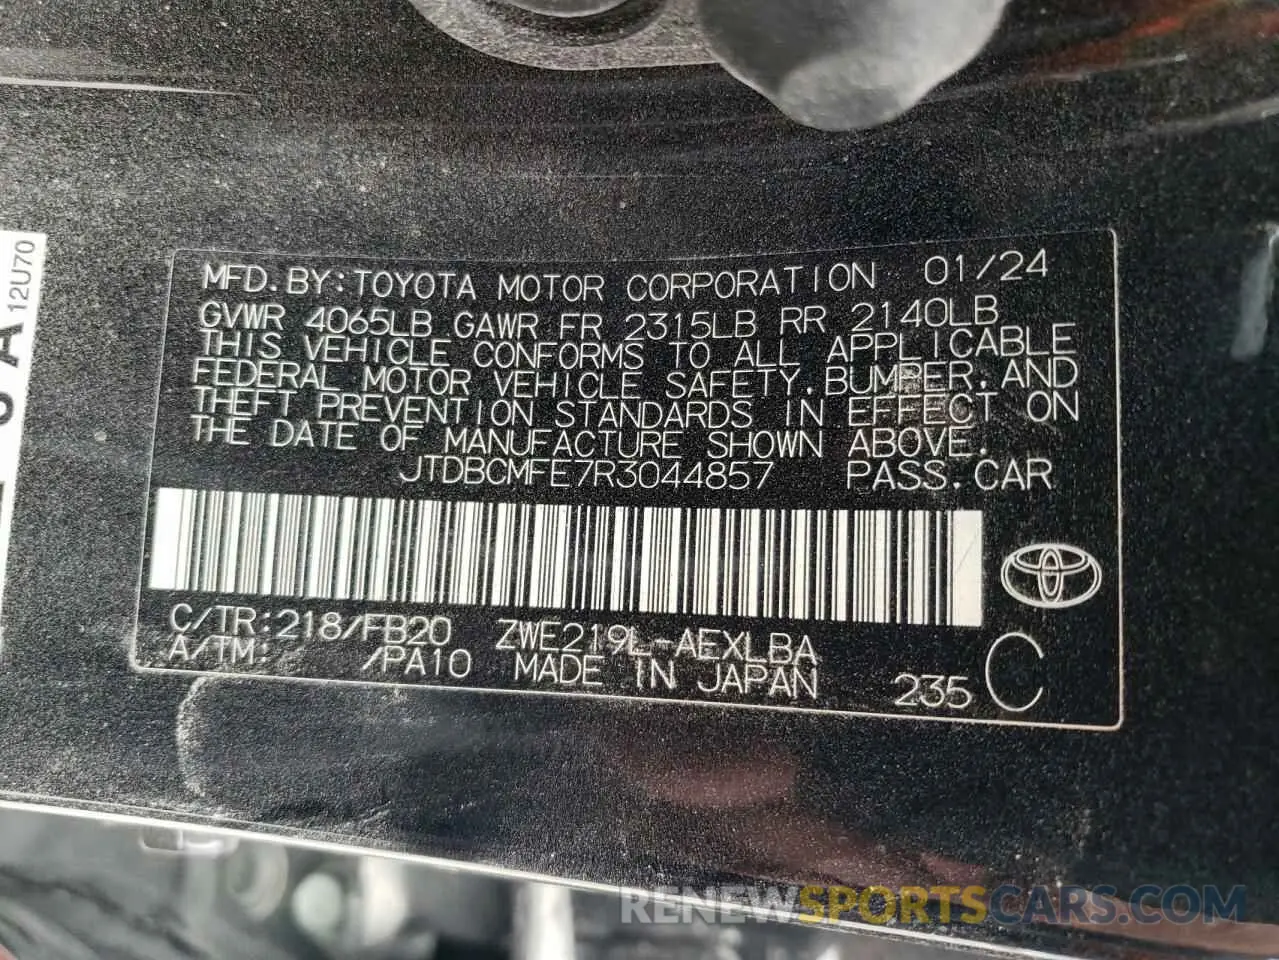 MFD.BY:TOYOTA MOTOR CORPORATION 01/24
GVWR 4065LB GAWR FR 2315LB RR 2140LB
THIS VEHICLE CONFORMS TO ALL APPLICABLE
FEDERAL MOTOR VEHICLE SAFETY,BUMPER,AND
THEFT PREVENTION STANDARDS IN EFFECT ON
THE DATE OF MANUFACTURE SHOWN ABOVE.
JTDBCMFE7R3044857 PASS.CAR
C/TR:218/FB20 ZWE219L-AEXLBA
A/TM: /PA10 MADE IN JAPAN 235 C
12U70
RENEWSPORTSCARS.COM